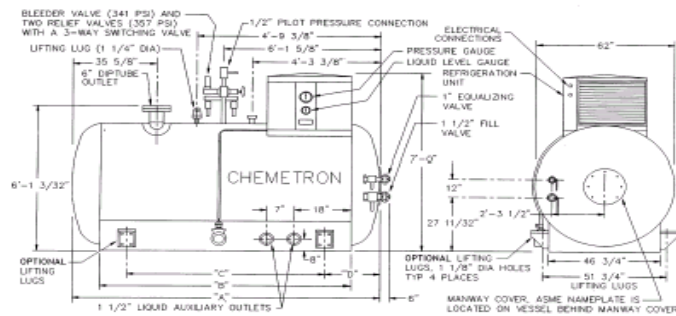 BLEEDER VALVE (341 PSI) AND
TWO RELIEF VALVES (357 PSI)
WITH A 3-WAY SWITCHING VALVE
LIFTING LUG (1 1/4" DIA)
35 5/8"
6" DIPTUBE
OUTLET
1/2" PILOT PRESSURE CONNECTION
4'-9 3/8"
6'-1 5/8"
4'-3 3/8"
PRESSURE GAUGE
LIQUID LEVEL GAUGE
1" EQUALIZING
VALVE
1 1/2" FILL
VALVE
7'-0"
6'-1 3/32"
CHEMETRON
7"
18"
8"
OPTIONAL
LIFTING
LUGS
"C"
"D"
"B"
"A"
6"
1 1/2" LIQUID AUXILIARY OUTLETS
ELECTRICAL
CONNECTIONS
REFRIGERATION
UNIT
62"
12"
27 11/32"
2'-3 1/2"
OPTIONAL LIFTING
LUGS, 1 1/8" DIA HOLES
TYP 4 PLACES
46 3/4"
51 3/4"
LIFTING LUGS
MANWAY COVER, ASME NAMEPLATE IS
LOCATED ON VESSEL BEHIND MANWAY COVER